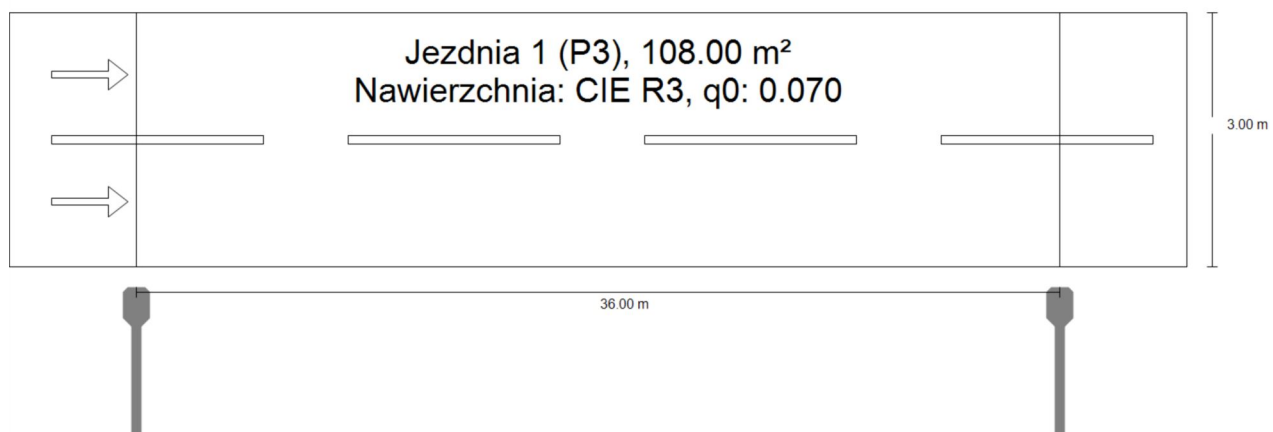 Jezdnia 1 (P3), 108.00 m²
Nawierzchnia: CIE R3, q0: 0.070
3.00 m
36.00 m